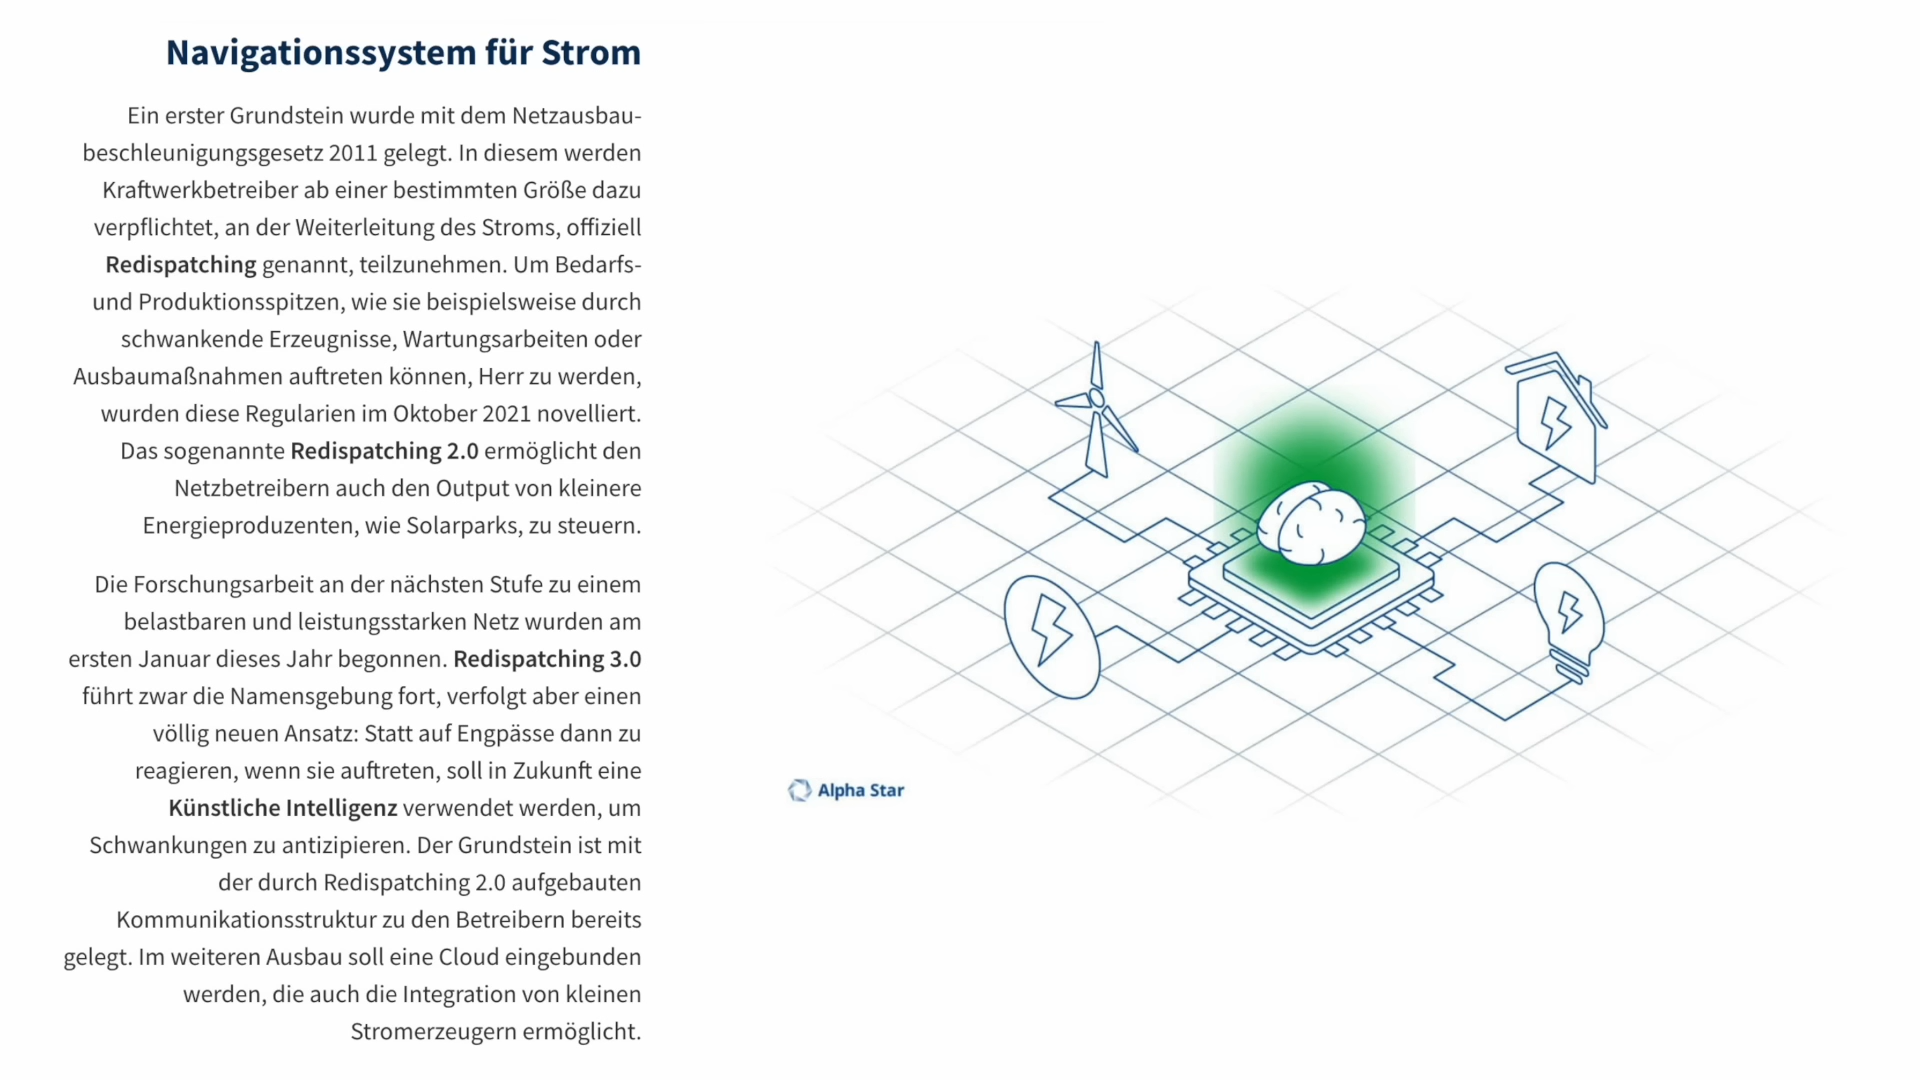 Navigationssystem für Strom
Ein erster Grundstein wurde mit dem Netzausbau-
beschleunigungsgesetz 2011 gelegt. In diesem werden
Kraftwerkbetreiber ab einer bestimmten Größe dazu
verpflichtet, an der Weiterleitung des Stroms, offiziell
Redispatching genannt, teilzunehmen. Um Bedarfs-
und Produktionsspitzen, wie sie beispielsweise durch
schwankende Erzeugnisse, Wartungsarbeiten oder
Ausbaumaßnahmen auftreten können, Herr zu werden,
wurden diese Regularien im Oktober 2021 novelliert.
Das sogenannte Redispatching 2.0 ermöglicht den
Netzbetreibern auch den Output von kleinere
Energieproduzenten, wie Solarparks, zu steuern.
Die Forschungsarbeit an der nächsten Stufe zu einem
belastbaren und leistungsstarken Netz wurden am
ersten Januar dieses Jahr begonnen. Redispatching 3.0
führt zwar die Namensgebung fort, verfolgt aber einen
völlig neuen Ansatz: Statt auf Engpässe dann zu
reagieren, wenn sie auftreten, soll in Zukunft eine
Künstliche Intelligenz verwendet werden, um
Schwankungen zu antizipieren. Der Grundstein ist mit
der durch Redispatching 2.0 aufgebauten
Kommunikationsstruktur zu den Betreibern bereits
gelegt. Im weiteren Ausbau soll eine Cloud eingebunden
werden, die auch die Integration von kleinen
Stromerzeugern ermöglicht.
Alpha Star